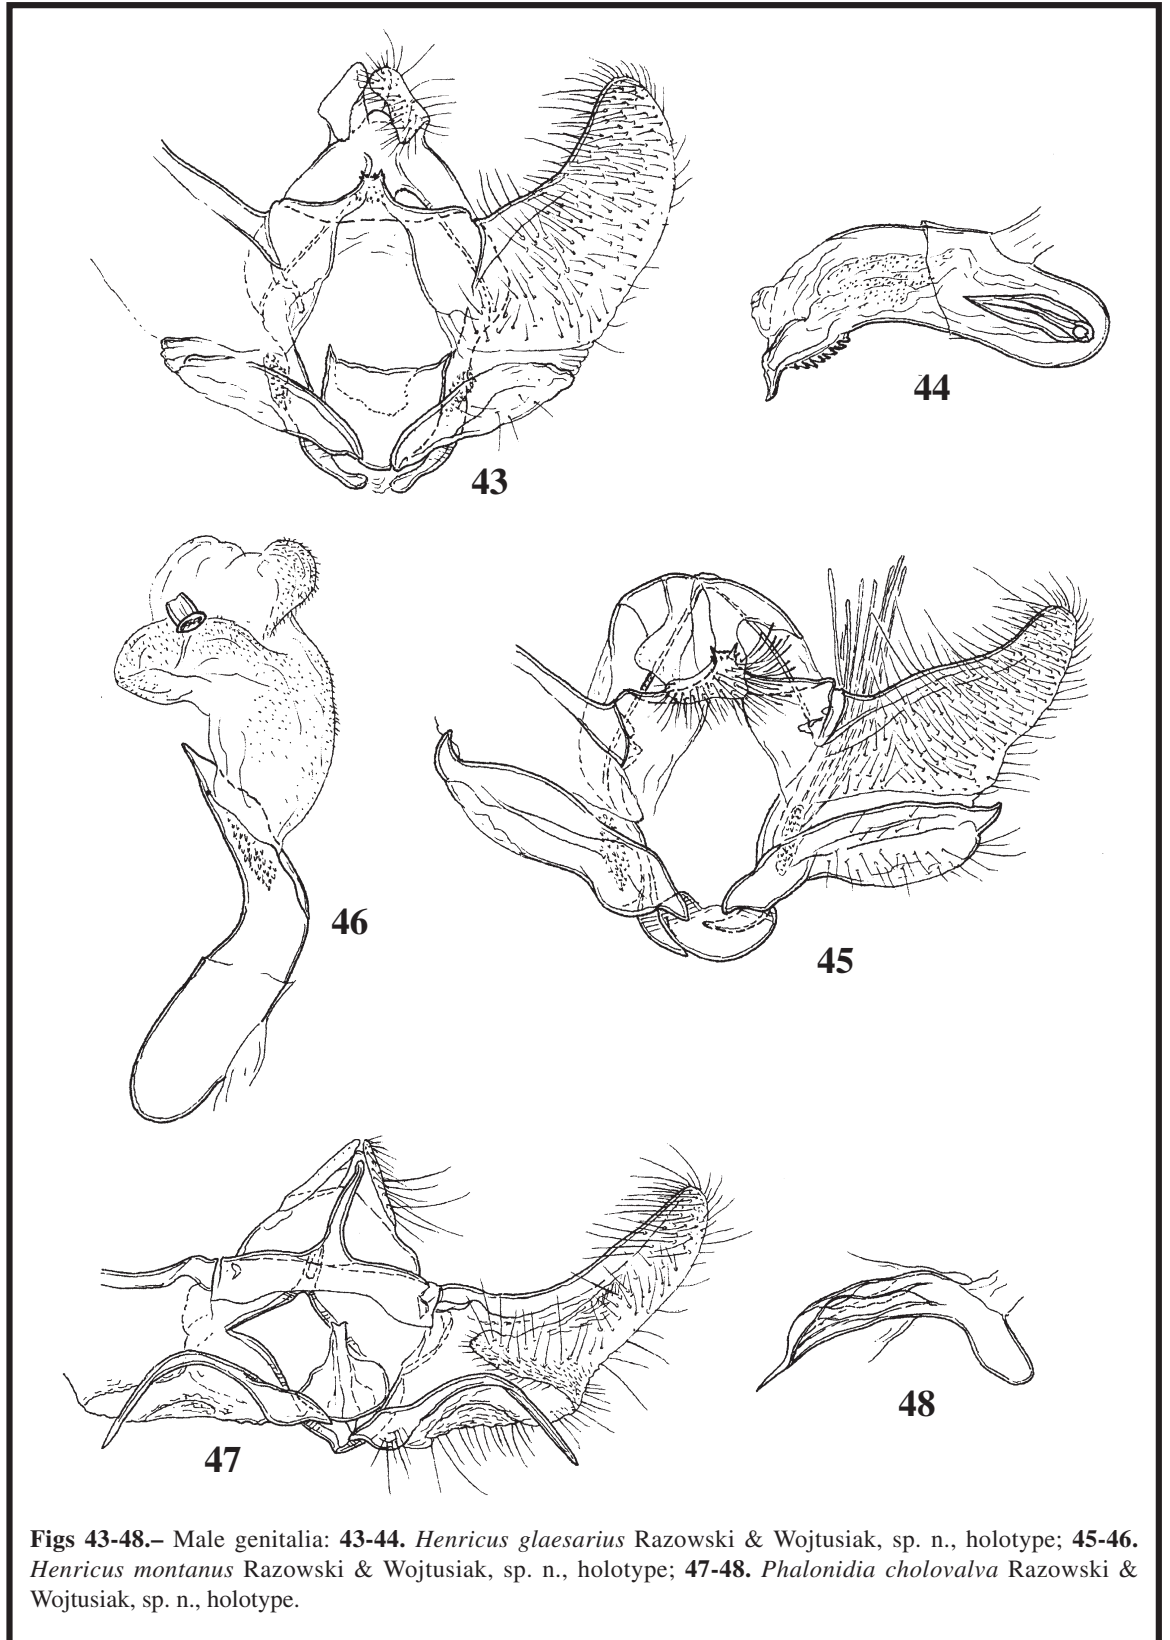 43
44
46
45
47
48
Figs 43-48.– Male genitalia: 43-44. Henricus glaesarius Razowski & Wojtusiak, sp. n., holotype; 45-46.
Henricus montanus Razowski & Wojtusiak, sp. n., holotype; 47-48. Phalonidia cholovalva Razowski &
Wojtusiak, sp. n., holotype.